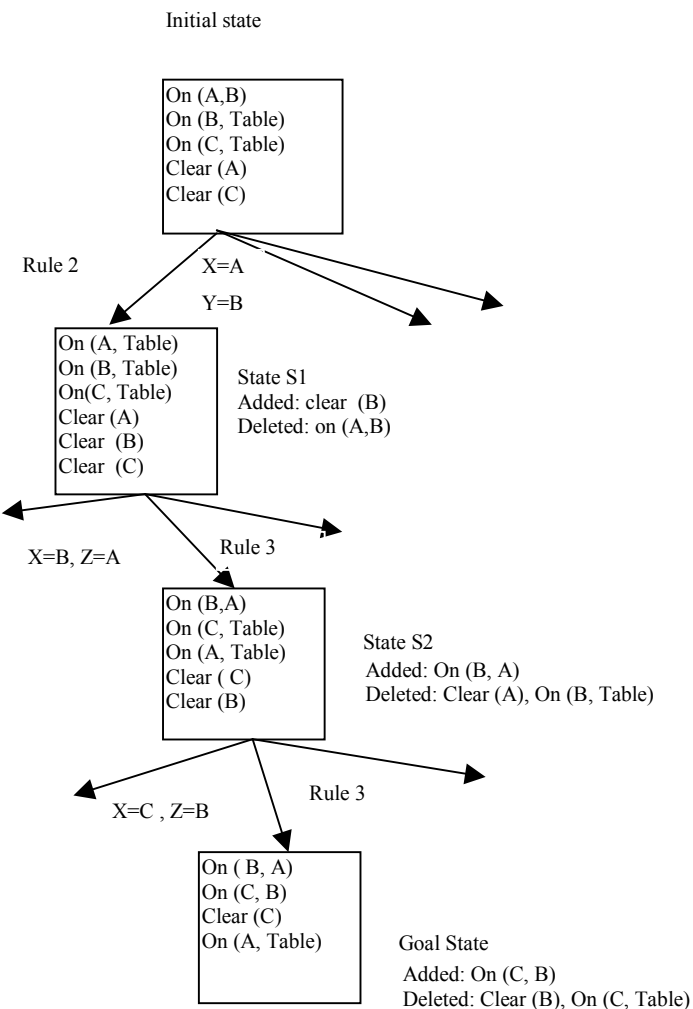 Initial state
On (A,B)
On (B, Table)
On (C, Table)
Clear (A)
Clear (C)
Rule 2
X=A
Y=B
On (A, Table)
On (B, Table)
On(C, Table)
Clear (A)
Clear  (B)
Clear  (C)
State S1
Added: clear  (B)
Deleted: on (A,B)
X=B, Z=A
Rule 3
On (B,A)
On (C, Table)
On (A, Table)
Clear ( C)
Clear (B)
State S2
Added: On (B, A)
Deleted: Clear (A), On (B, Table)
X=C , Z=B
Rule 3
On ( B, A)
On (C, B)
Clear (C)
On (A, Table)
Goal State
Added: On (C, B)
Deleted: Clear (B), On (C, Table)